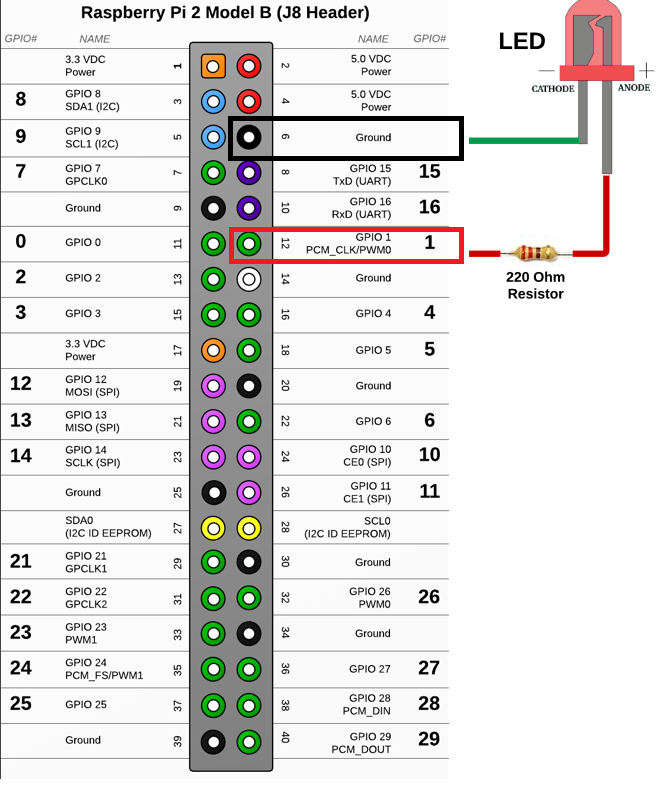 Raspberry Pi 2 Model B (J8 Header)
GPIO# NAME NAME GPIO#
3.3 VDC
Power 1 2 5.0 VDC
Power
8 GPIO 8
SDA1 (I2C) 3 4 5.0 VDC
Power
9 GPIO 9
SCL1 (I2C) 5 6 Ground
7 GPIO 7
GPCLK0 7 8 GPIO 15
TxD (UART) 15
Ground 9 10 GPIO 16
RxD (UART) 16
0 GPIO 0 11 12 GPIO 1
PCM_CLK/PWM0 1
2 GPIO 2 13 14 Ground
3 GPIO 3 15 16 GPIO 4 4
3.3 VDC
Power 17 18 GPIO 5 5
12 GPIO 12
MOSI (SPI) 19 20 Ground
13 GPIO 13
MISO (SPI) 21 22 GPIO 6 6
14 GPIO 14
SCLK (SPI) 23 24 GPIO 10
CE0 (SPI) 10
Ground 25 26 GPIO 11
CE1 (SPI) 11
SDA0
(I2C ID EEPROM) 27 28 SCL0
(I2C ID EEPROM)
21 GPIO 21
GPCLK1 29 30 Ground
22 GPIO 22
GPCLK2 31 32 GPIO 26
PWM0 26
23 GPIO 23
PWM1 33 34 Ground
24 GPIO 24
PCM_FS/PWM1 35 36 GPIO 27 27
25 GPIO 25 37 38 GPIO 28
PCM_DIN 28
Ground 39 40 GPIO 29
PCM_DOUT 29
LED
— +
CATHODE ANODE
220 Ohm
Resistor